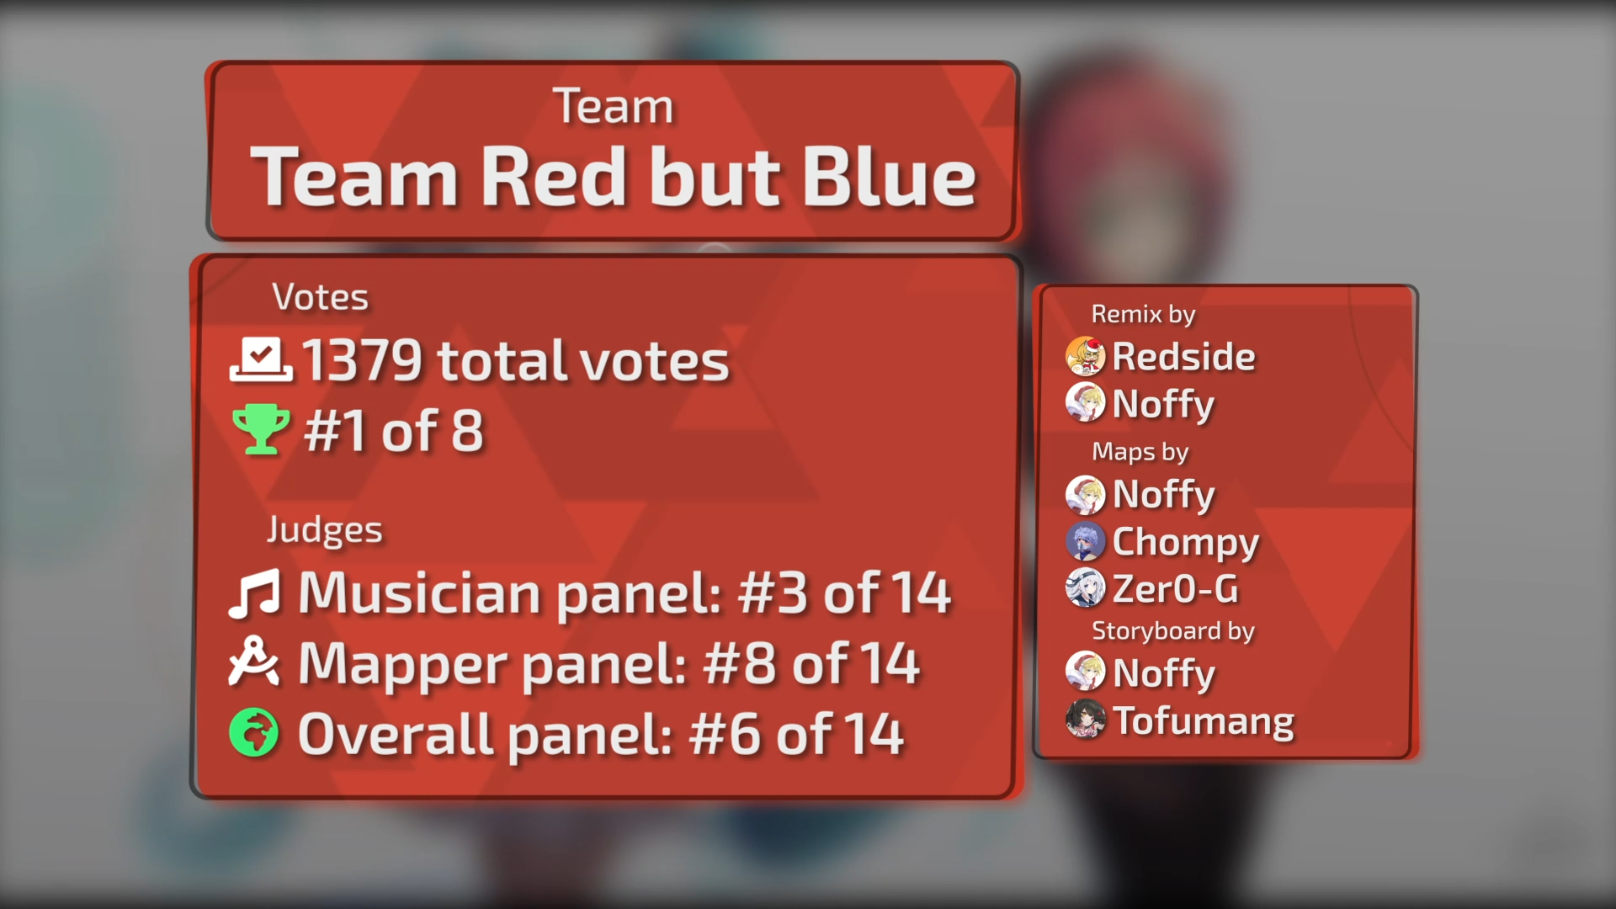 Team
Team Red but Blue
Votes
1379 total votes
#1 of 8
Judges
Musician panel: #3 of 14
Mapper panel: #8 of 14
Overall panel: #6 of 14
Remix by
Redside
Noffy
Maps by
Noffy
Chompy
Zer0-G
Storyboard by
Noffy
Tofumang